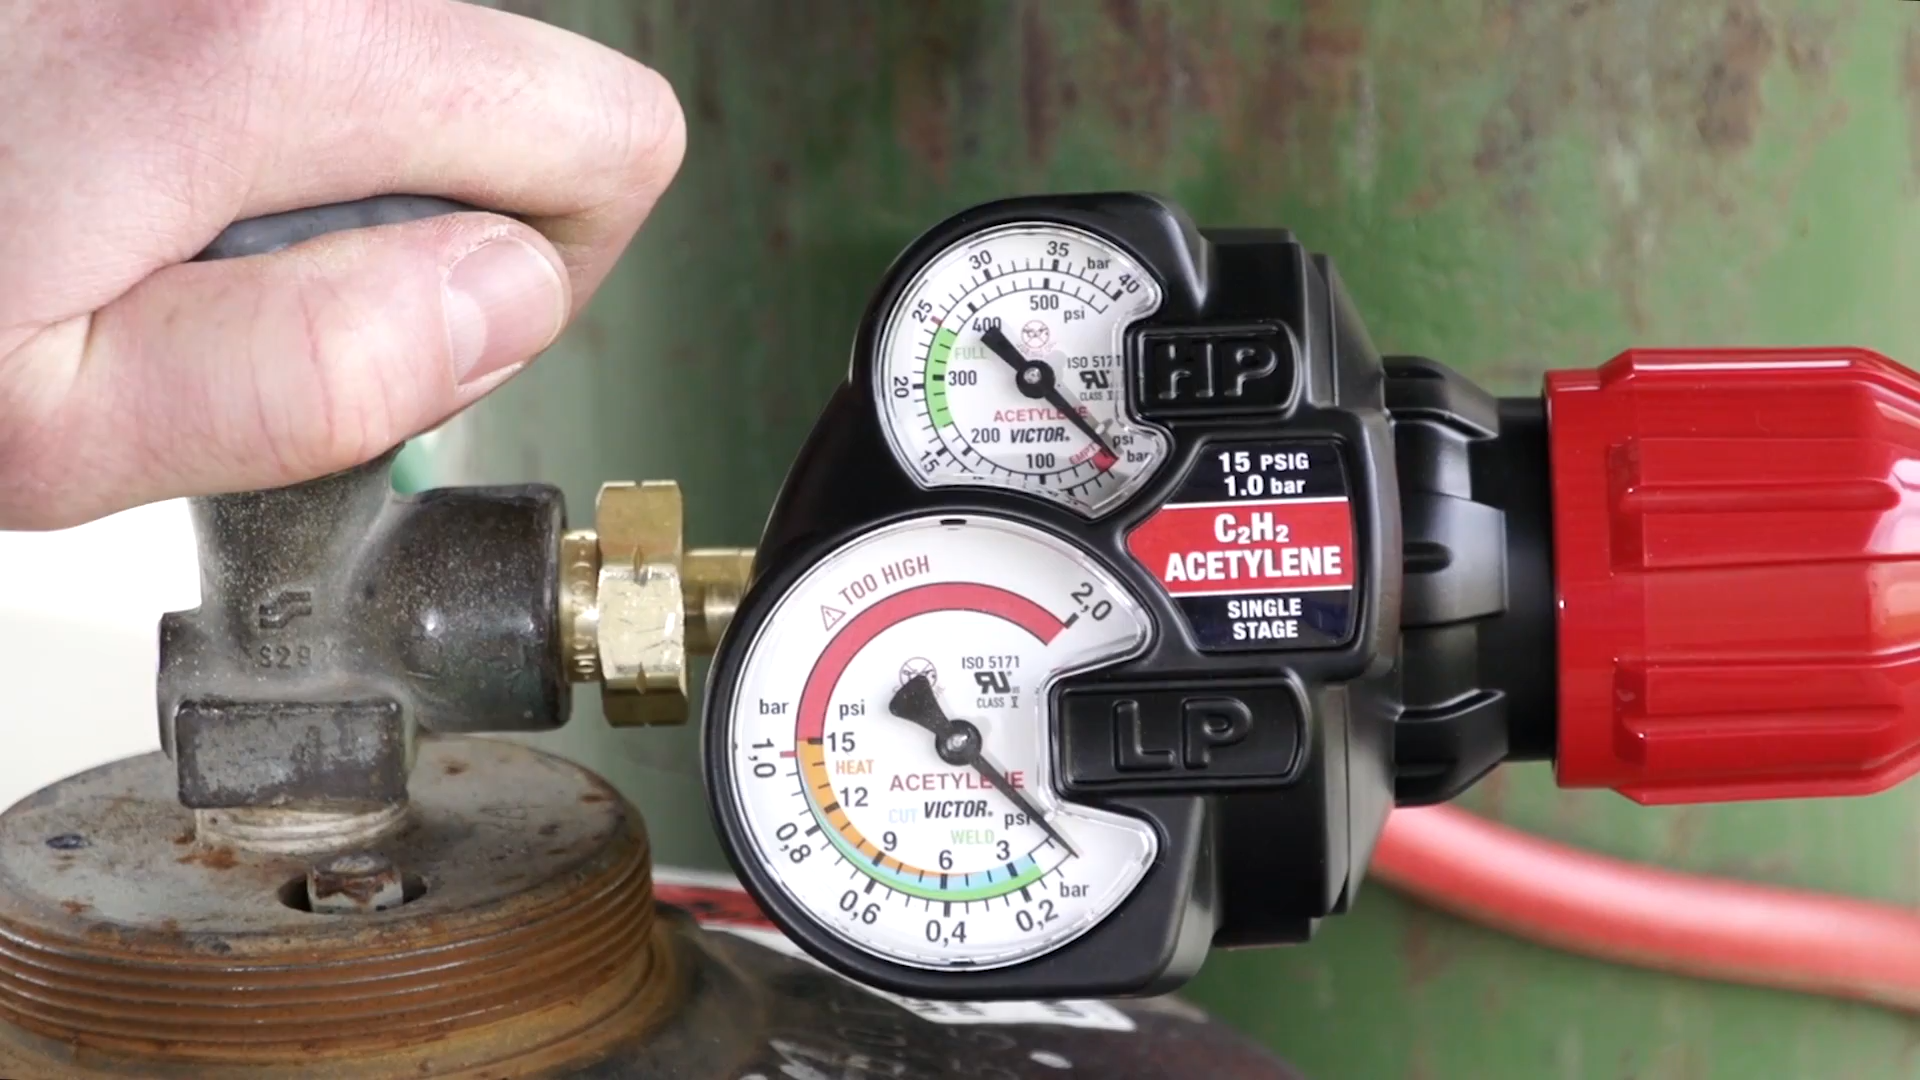 30
35
bar
40
25
500
psi
400
FULL
ISO 5171
CLASS
20
300
ACETYLENE
200 VICTOR.
psi
EMPTY
bar
15
100
HP
15 PSIG
1.0 bar
C₂H₂
ACETYLENE
SINGLE
STAGE
⚠ TOO HIGH
2,0
ISO 5171
CLASS
bar
psi
LP
1,0
15
HEAT
ACETYLENE
12
CUT
VICTOR.
psi
WELD
0,8
9
6
3
bar
0,6
0,4
0,2
S29